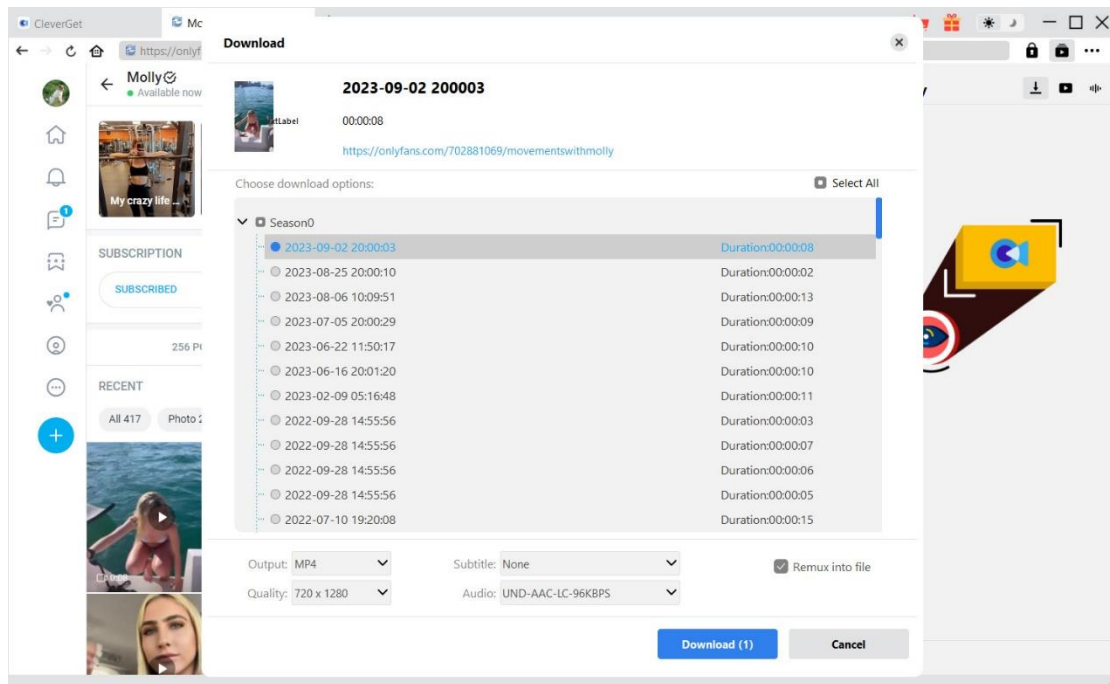 CleverGet
Mc
https://onlyf
Molly
Available now
My crazy life ...
SUBSCRIPTION
SUBSCRIBED
256 P
RECENT
All 417 Photo 2
1
Download
2023-09-02 200003
tLabel
00:00:08
https://onlyfans.com/702881069/movementswithmolly
Choose download options: Select All
Season0
2023-09-02 20:00:03 Duration:00:00:08
2023-08-25 20:00:10 Duration:00:00:02
2023-08-06 10:09:51 Duration:00:00:13
2023-07-05 20:00:29 Duration:00:00:09
2023-06-22 11:50:17 Duration:00:00:10
2023-06-16 20:01:20 Duration:00:00:10
2023-02-09 05:16:48 Duration:00:00:11
2022-09-28 14:55:56 Duration:00:00:03
2022-09-28 14:55:56 Duration:00:00:07
2022-09-28 14:55:56 Duration:00:00:06
2022-09-28 14:55:56 Duration:00:00:05
2022-07-10 19:20:08 Duration:00:00:15
Output: MP4 Subtitle: None Remux into file
Quality: 720 x 1280 Audio: UND-AAC-LC-96KBPS
Download (1) Cancel